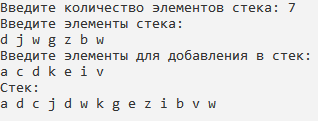 Введите количество элементов стека: 7
Введите элементы стека:
d j w g z b w
Введите элементы для добавления в стек:
a c d k e i v
Стек:
a d c j d w k g e z i b v w